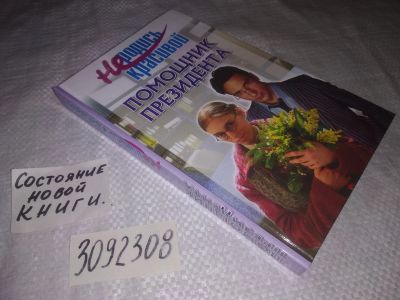 Не родись
красивой
ПОМОЩНИК
ПРЕЗИДЕНТА
Состояние
новой
книги..
3092308